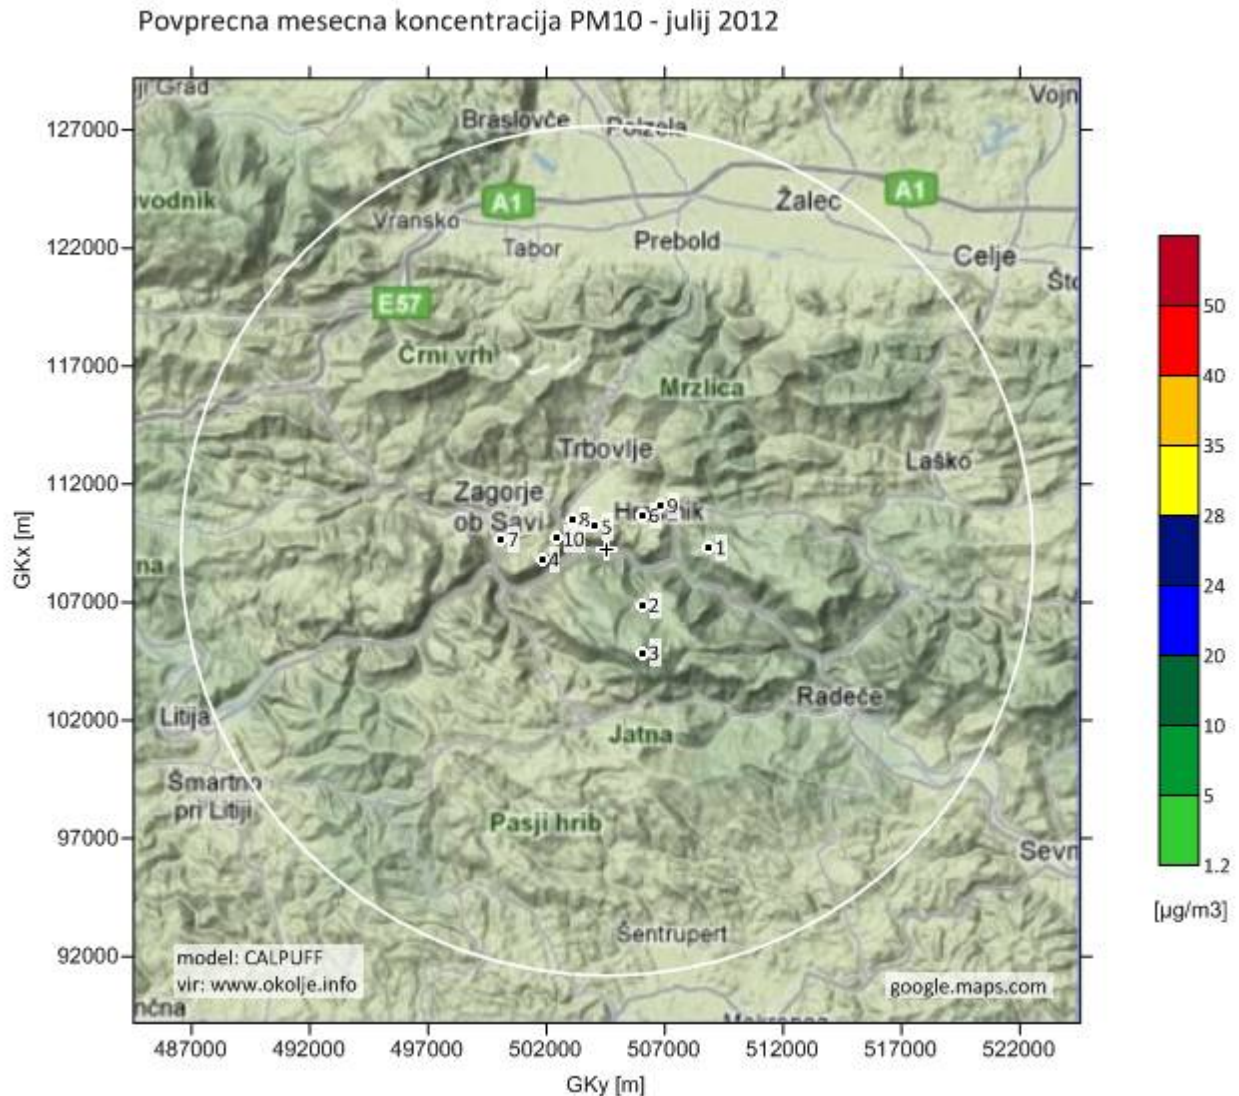 Povprecna mesecna koncentracija PM10 - julij 2012
Vojn
Braslovče
Polzela
127000
A1
A1
vodnik
Žalec
Vransko
Tabor
Prebold
122000
Celje
E57
50
Črni vrh
117000
Mrzlica
40
Trbovlje
35
Laško
112000
Zagorje
ob Savi
9
6
8
5
28
10
7
1
4
GKx [m]
24
107000
2
20
3
Radeče
102000
Litija
Jatna
10
Šmartno
pri Litiji
5
Pasji hrib
97000
Sevn
1.2
[µg/m3]
Šentrupert
92000
model: CALPUFF
vir: www.okolje.info
google.maps.com
487000 492000 497000 502000 507000 512000 517000 522000
GKy [m]